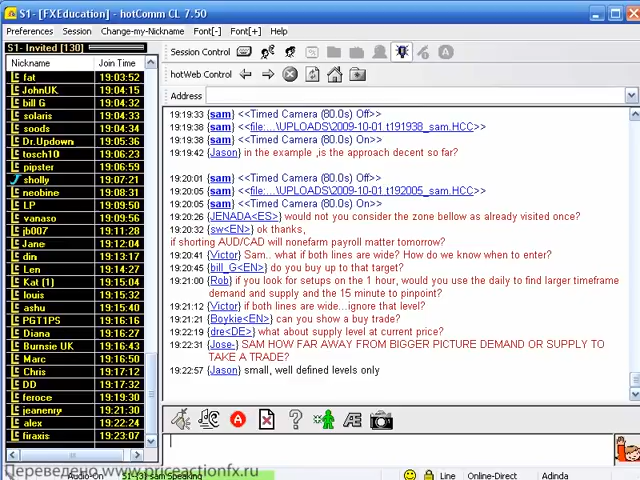 S1- [FXEducation] - hotComm CL 7.50
Preferences Session Change-my-Nickname Font[-] Font[+] Help
S1- Invited [130]
Nickname Join Time
fat 19:03:52
JohnUK 19:04:15
bill G 19:04:32
solaris 19:04:33
soods 19:04:34
Dr.Updown 19:05:36
tosch10 19:06:23
pipster 19:06:59
sholly 19:07:21
neobine 19:08:31
LP 19:09:50
vanaso 19:09:56
jb007 19:11:28
Jane 19:12:04
din 19:13:17
Len 19:14:27
Kat (1) 19:15:04
louis 19:15:32
ashu 19:15:40
PGT1PS 19:16:16
Diana 19:16:27
Burnsie UK 19:16:43
Marc 19:16:50
Chris 19:17:12
DD 19:17:32
feroce 19:19:30
jeanenry 19:21:30
alex 19:22:24
firaxis 19:23:07
Session Control
hotWeb Control
Address
19:19:33 {sam} <<Timed Camera (80.0s) Off>>
19:19:38 {sam} <<file:...\UPLOADS\2009-10-01_t191938_sam.HCC>>
19:19:38 {sam} <<Timed Camera (80.0s) On>>
19:19:42 {Jason} in the example ,is the approach decent so far?
19:20:01 {sam} <<Timed Camera (80.0s) Off>>
19:20:05 {sam} <<file:...\UPLOADS\2009-10-01_t192005_sam.HCC>>
19:20:05 {sam} <<Timed Camera (80.0s) On>>
19:20:26 {JENADA<ES>} would not you consider the zone bellow as already visited once?
19:20:32 {sw<EN>} ok thanks,
if shorting AUD/CAD will nonefarm payroll matter tomorrow?
19:20:41 {Victor} Sam.. what if both lines are wide? How do we know when to enter?
19:20:45 {bill_G<EN>} do you buy up to that target?
19:21:00 {Rob} if you look for setups on the 1 hour, would you use the daily to find larger timeframe
demand and supply and the 15 minute to pinpoint?
19:21:12 {Victor} if both lines are wide...ignore that level?
19:21:21 {Boykie<EN>} can you show a buy trade?
19:22:19 {dre<DE>} what about supply level at current price?
19:22:31 {Jose-} SAM HOW FAR AWAY FROM BIGGER PICTURE DEMAND OR SUPPLY TO
TAKE A TRADE?
19:22:57 {Jason} small, well defined levels only
Переведено www.priceactionfx.ru
Audio-On S1-(3) sam Speaking Line Online-Direct Adinda